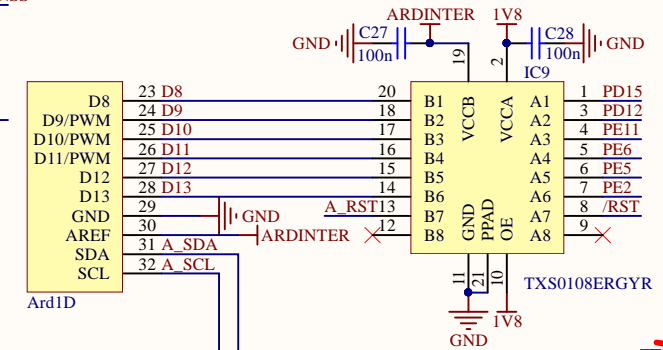 ARDINTER 1V8
GND C27 100n 19 2 C28 100n GND
IC9
D8 23 D8 20 B1 VCCB VCCA A1 1 PD15
D9/PWM 24 D9 18 B2 A2 3 PD12
D10/PWM 25 D10 17 B3 A3 4 PE11
D11/PWM 26 D11 16 B4 A4 5 PE6
D12 27 D12 15 B5 A5 6 PE5
D13 28 D13 14 B6 A6 7 PE2
GND 29 GND A_RST 13 B7 GND PPAD OE A7 8 /RST
AREF 30 ARDINTER 12 B8 A8 9
SDA 31 A_SDA
SCL 32 A_SCL
11 21 10 TXS0108ERGYR
Ard1D
GND 1V8